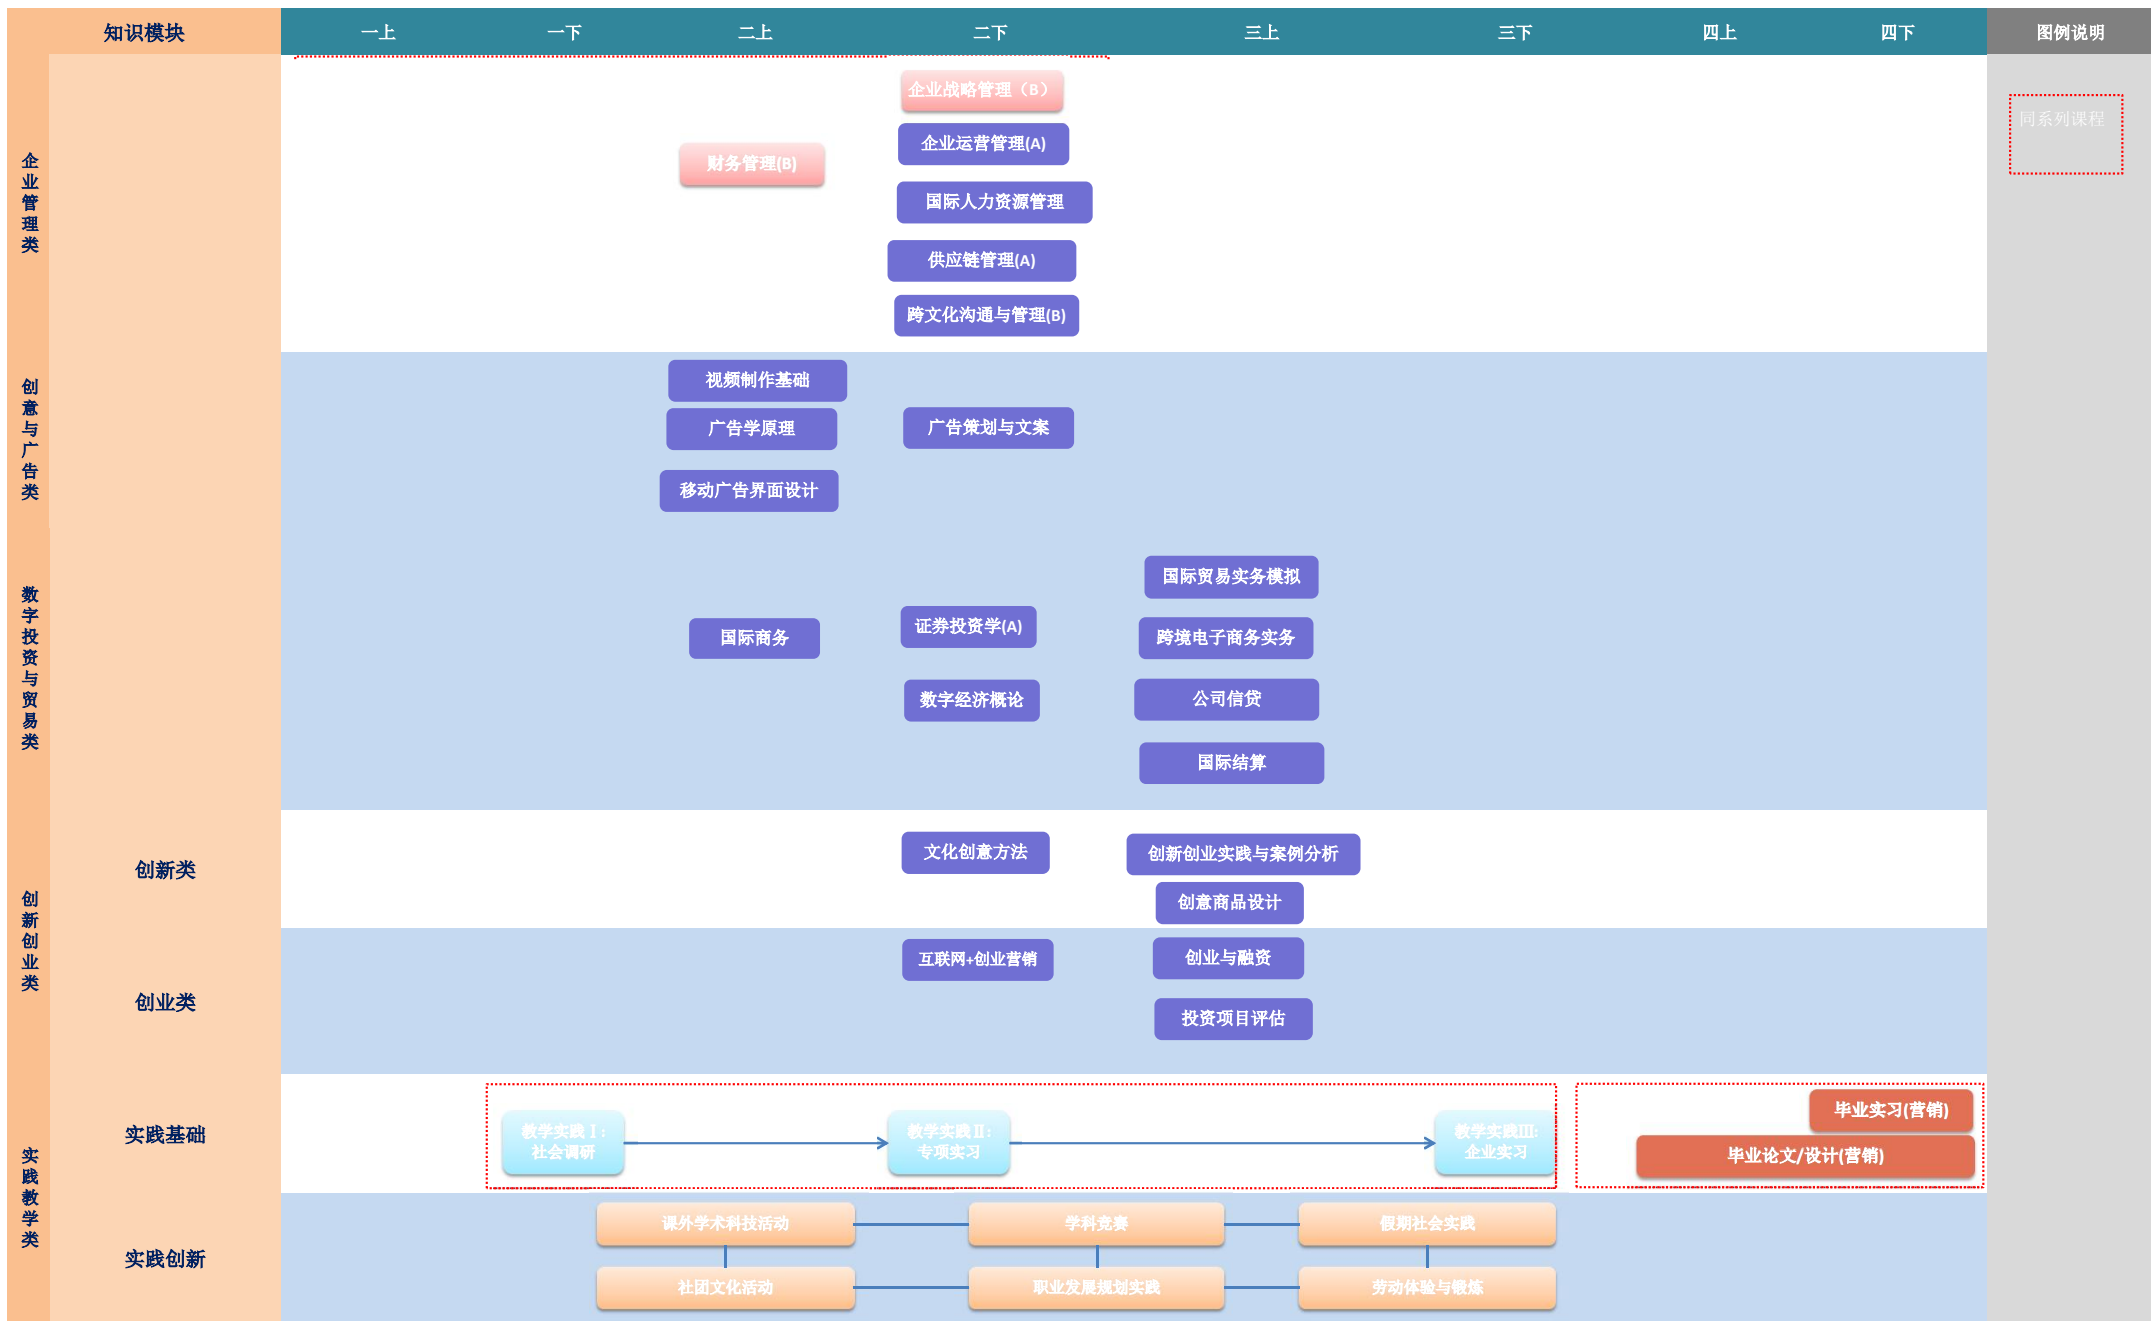 知识模块
一上
一下
二上
二下
三上
三下
四上
四下
图例说明
同系列课程
企业管理类
企业战略管理（B）
企业运营管理(A)
财务管理(B)
国际人力资源管理
供应链管理(A)
跨文化沟通与管理(B)
创意与广告类
视频制作基础
广告学原理
广告策划与文案
移动广告界面设计
数字投资与贸易类
国际贸易实务模拟
国际商务
证券投资学(A)
跨境电子商务实务
数字经济概论
公司信贷
国际结算
创新创业类
创新类
文化创意方法
创新创业实践与案例分析
创意商品设计
创业类
互联网+创业营销
创业与融资
投资项目评估
实践教学类
实践基础
教学实践Ⅰ:
社会调研
教学实践Ⅱ:
专项实习
教学实践Ⅲ:
企业实习
毕业实习(营销)
毕业论文/设计(营销)
实践创新
课外学术科技活动
学科竞赛
假期社会实践
社团文化活动
职业发展规划实践
劳动体验与锻炼